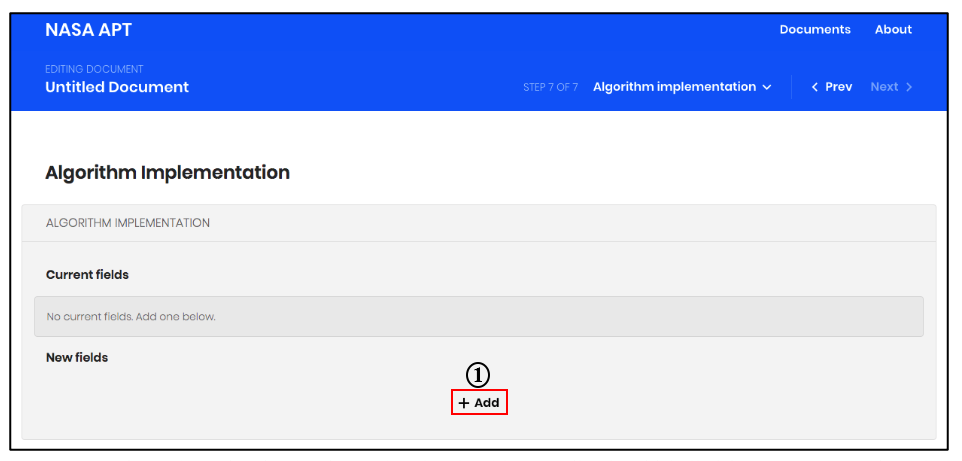 NASA APT Documents About
EDITING DOCUMENT
Untitled Document STEP 7 OF 7 Algorithm implementation Prev Next
Algorithm Implementation
ALGORITHM IMPLEMENTATION
Current fields
No current fields. Add one below.
New fields
①
+ Add